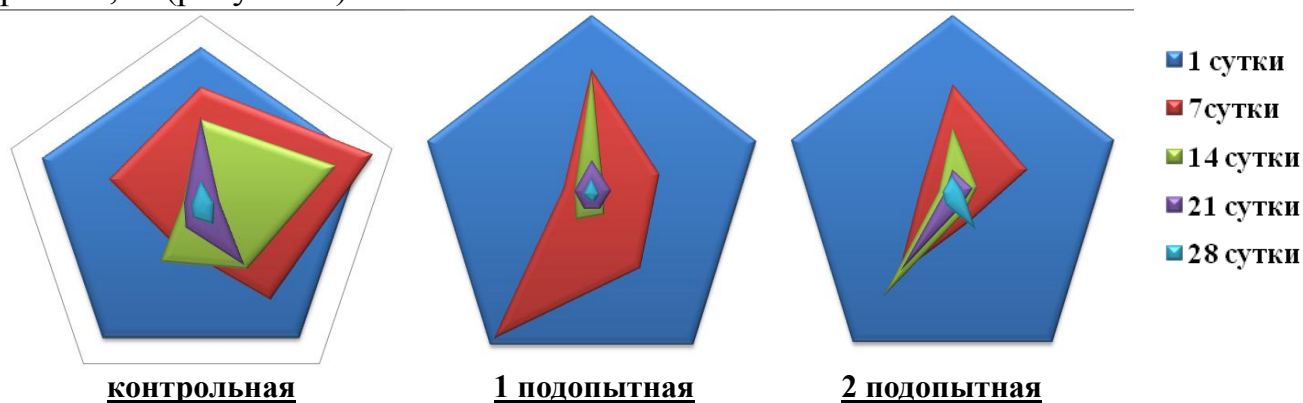 1 сутки
7сутки
14 сутки
21 сутки
28 сутки
контрольная
1 подопытная
2 подопытная